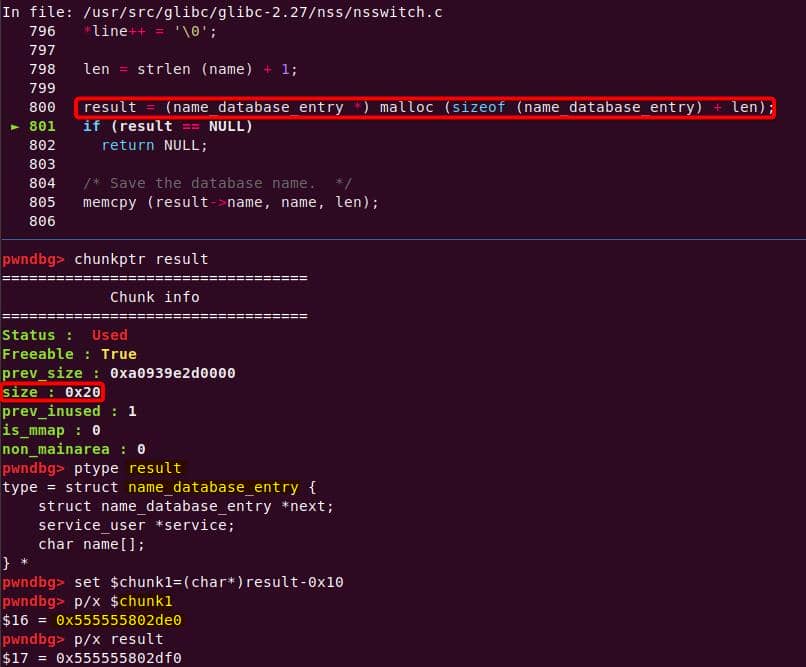 In file: /usr/src/glibc/glibc-2.27/nss/nsswitch.c
796   *line++ = '\0';
797
798   len = strlen (name) + 1;
799
800   result = (name_database_entry *) malloc (sizeof (name_database_entry) + len);
► 801   if (result == NULL)
802     return NULL;
803
804   /* Save the database name.  */
805   memcpy (result->name, name, len);
806
pwndbg> chunkptr result
==================================
            Chunk info
==================================
Status :  Used
Freeable : True
prev_size : 0xa0939e2d0000
size : 0x20
prev_inused : 1
is_mmap : 0
non_mainarea : 0
pwndbg> ptype result
type = struct name_database_entry {
    struct name_database_entry *next;
    service_user *service;
    char name[];
} *
pwndbg> set $chunk1=(char*)result-0x10
pwndbg> p/x $chunk1
$16 = 0x555555802de0
pwndbg> p/x result
$17 = 0x555555802df0